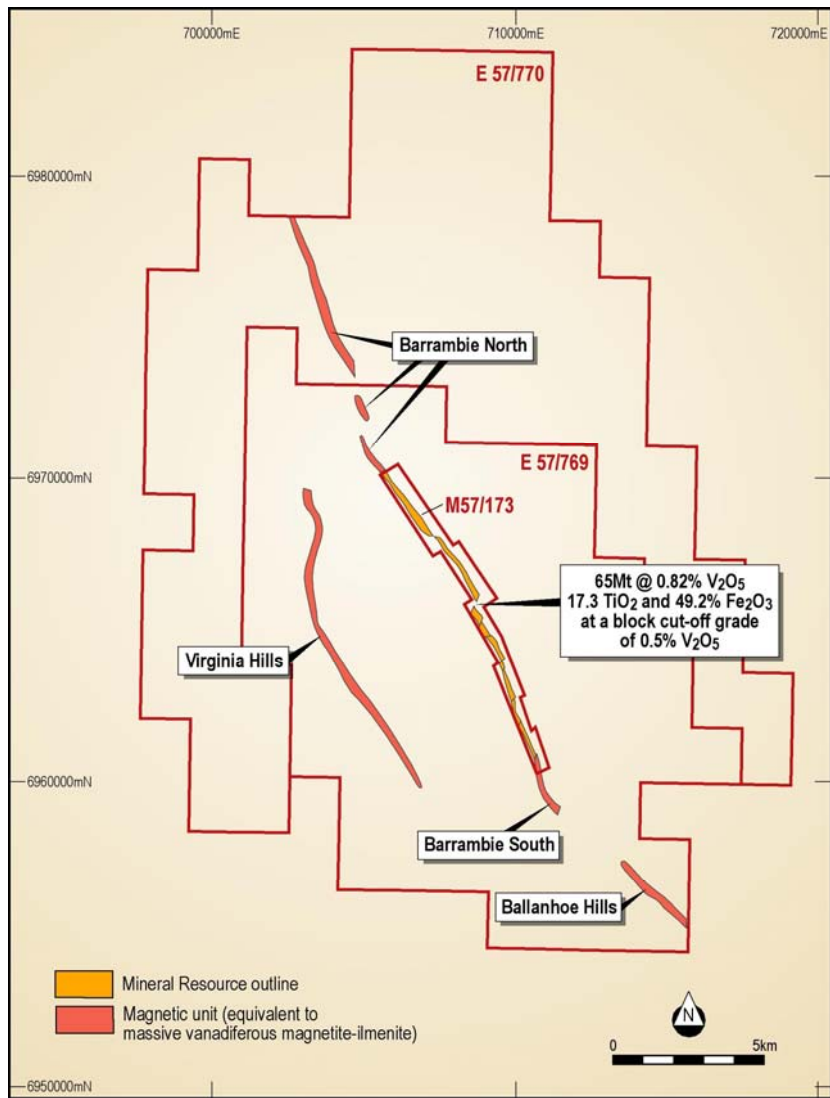 700000mE
710000mE
720000mE
E 57/770
6980000mN
Barrambie North
E 57/769
6970000mN
M57/173
65Mt @ 0.82% V₂O₅
17.3 TiO₂ and 49.2% Fe₂O₃
at a block cut-off grade
of 0.5% V₂O₅
Virginia Hills
6960000mN
Barrambie South
Ballanhoe Hills
Mineral Resource outline
Magnetic unit (equivalent to
massive vanadiferous magnetite-ilmenite)
N
0 5km
6950000mN